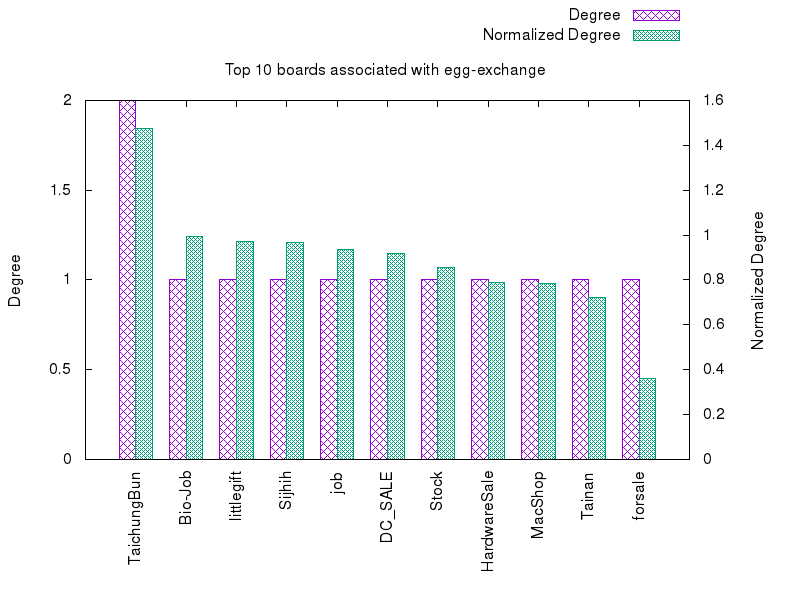 Degree
Normalized Degree
Top 10 boards associated with egg-exchange
2
1.5
1
0.5
0
1.6
1.4
1.2
1
0.8
0.6
0.4
0.2
0
Degree
Normalized Degree
TaichungBun
Bio-Job
littlegift
Sijhih
job
DC_SALE
Stock
HardwareSale
MacShop
Tainan
forsale